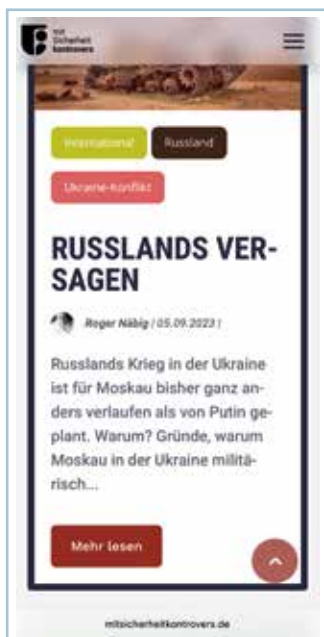 mit
Sicherheit
kontrovers
International
Russland
Ukraine-Konflikt
RUSSLANDS VER-
SAGEN
Roger Näbig | 05.09.2023 |
Russlands Krieg in der Ukraine
ist für Moskau bisher ganz an-
ders verlaufen als von Putin ge-
plant. Warum? Gründe, warum
Moskau in der Ukraine militä-
risch...
Mehr lesen
mitsicherheitkontrovers.de